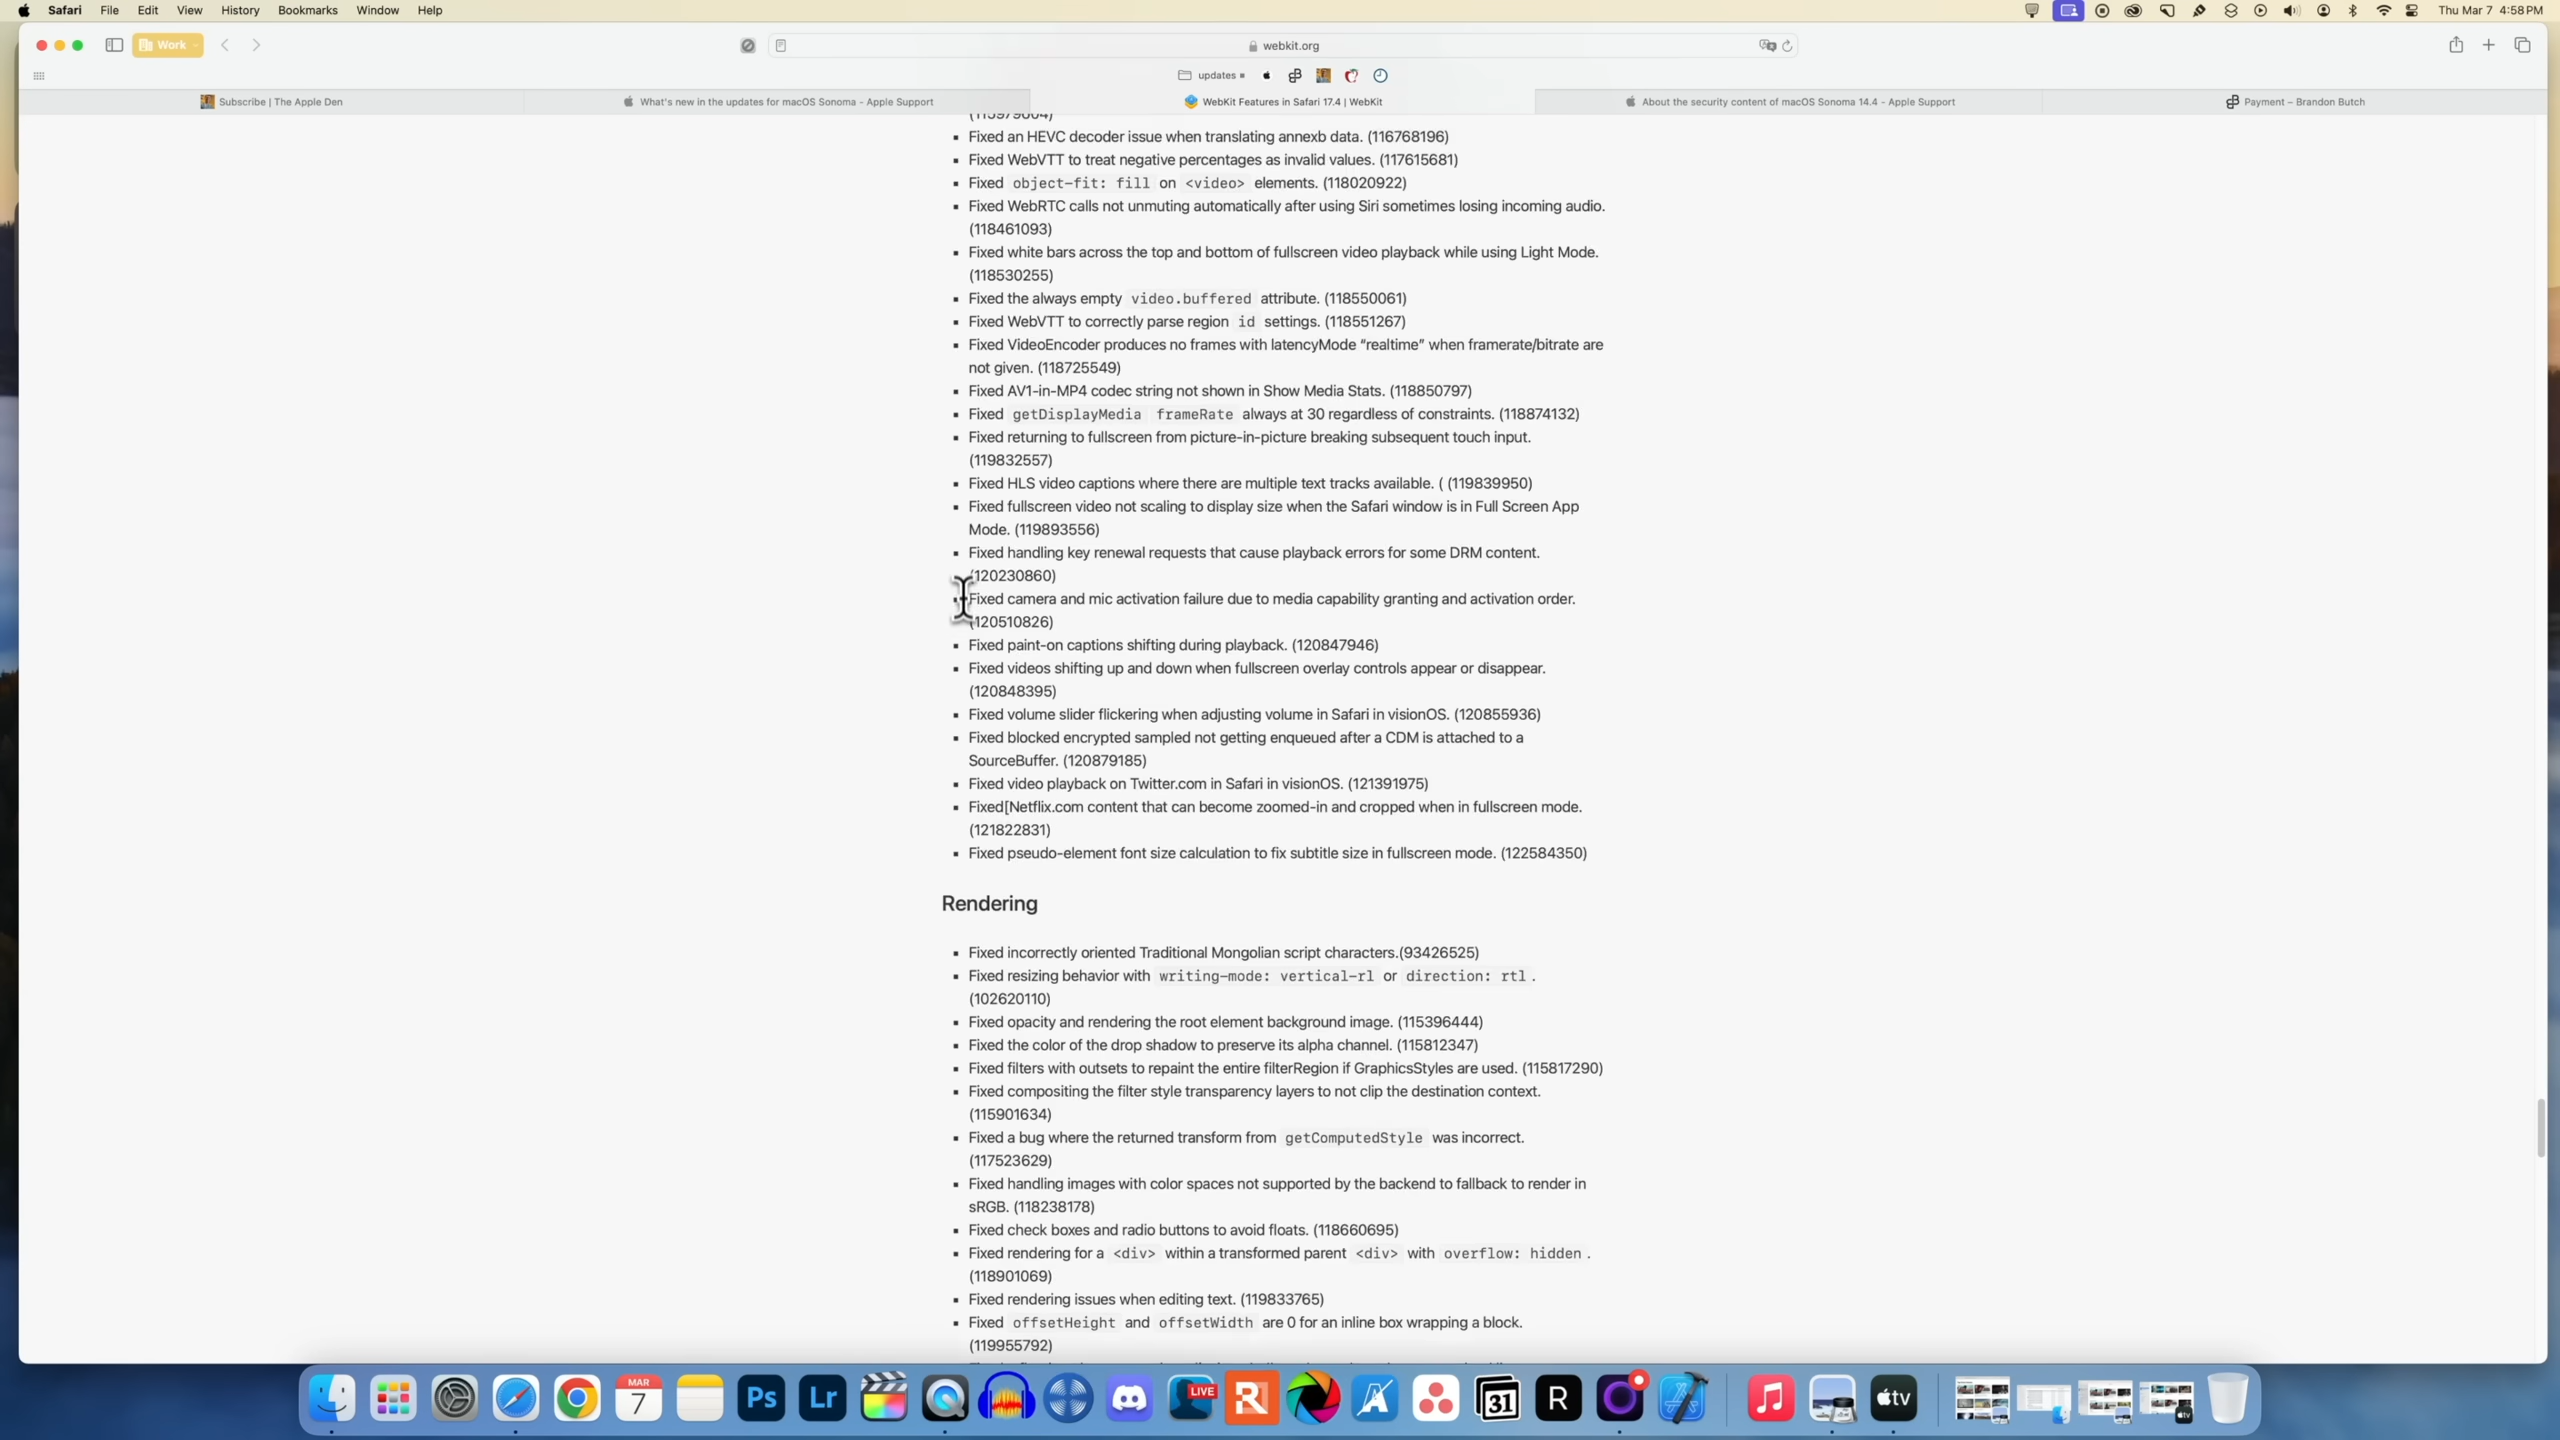 Safari File Edit View History Bookmarks Window Help
Thu Mar 7 4:58 PM
Work
webkit.org
updates
Subscribe | The Apple Den
What's new in the updates for macOS Sonoma - Apple Support
WebKit Features in Safari 17.4 | WebKit
About the security content of macOS Sonoma 14.4 - Apple Support
Payment – Brandon Butch
▪ Fixed an HEVC decoder issue when translating annexb data. (116768196)
▪ Fixed WebVTT to treat negative percentages as invalid values. (117615681)
▪ Fixed object-fit: fill on <video> elements. (118020922)
▪ Fixed WebRTC calls not unmuting automatically after using Siri sometimes losing incoming audio.
(118461093)
▪ Fixed white bars across the top and bottom of fullscreen video playback while using Light Mode.
(118530255)
▪ Fixed the always empty video.buffered attribute. (118550061)
▪ Fixed WebVTT to correctly parse region id settings. (118551267)
▪ Fixed VideoEncoder produces no frames with latencyMode “realtime” when framerate/bitrate are
not given. (118725549)
▪ Fixed AV1-in-MP4 codec string not shown in Show Media Stats. (118850797)
▪ Fixed getDisplayMedia frameRate always at 30 regardless of constraints. (118874132)
▪ Fixed returning to fullscreen from picture-in-picture breaking subsequent touch input.
(119832557)
▪ Fixed HLS video captions where there are multiple text tracks available. ( (119839950)
▪ Fixed fullscreen video not scaling to display size when the Safari window is in Full Screen App
Mode. (119893556)
▪ Fixed handling key renewal requests that cause playback errors for some DRM content.
(120230860)
▪ Fixed camera and mic activation failure due to media capability granting and activation order.
(120510826)
▪ Fixed paint-on captions shifting during playback. (120847946)
▪ Fixed videos shifting up and down when fullscreen overlay controls appear or disappear.
(120848395)
▪ Fixed volume slider flickering when adjusting volume in Safari in visionOS. (120855936)
▪ Fixed blocked encrypted sampled not getting enqueued after a CDM is attached to a
SourceBuffer. (120879185)
▪ Fixed video playback on Twitter.com in Safari in visionOS. (121391975)
▪ Fixed[Netflix.com content that can become zoomed-in and cropped when in fullscreen mode.
(121822831)
▪ Fixed pseudo-element font size calculation to fix subtitle size in fullscreen mode. (122584350)
Rendering
▪ Fixed incorrectly oriented Traditional Mongolian script characters.(93426525)
▪ Fixed resizing behavior with writing-mode: vertical-rl or direction: rtl .
(102620110)
▪ Fixed opacity and rendering the root element background image. (115396444)
▪ Fixed the color of the drop shadow to preserve its alpha channel. (115812347)
▪ Fixed filters with outsets to repaint the entire filterRegion if GraphicsStyles are used. (115817290)
▪ Fixed compositing the filter style transparency layers to not clip the destination context.
(115901634)
▪ Fixed a bug where the returned transform from getComputedStyle was incorrect.
(117523629)
▪ Fixed handling images with color spaces not supported by the backend to fallback to render in
sRGB. (118238178)
▪ Fixed check boxes and radio buttons to avoid floats. (118660695)
▪ Fixed rendering for a <div> within a transformed parent <div> with overflow: hidden .
(118901069)
▪ Fixed rendering issues when editing text. (119833765)
▪ Fixed offsetHeight and offsetWidth are 0 for an inline box wrapping a block.
(119955792)
MAR
7
Ps
Lr
LIVE
31
R
tv